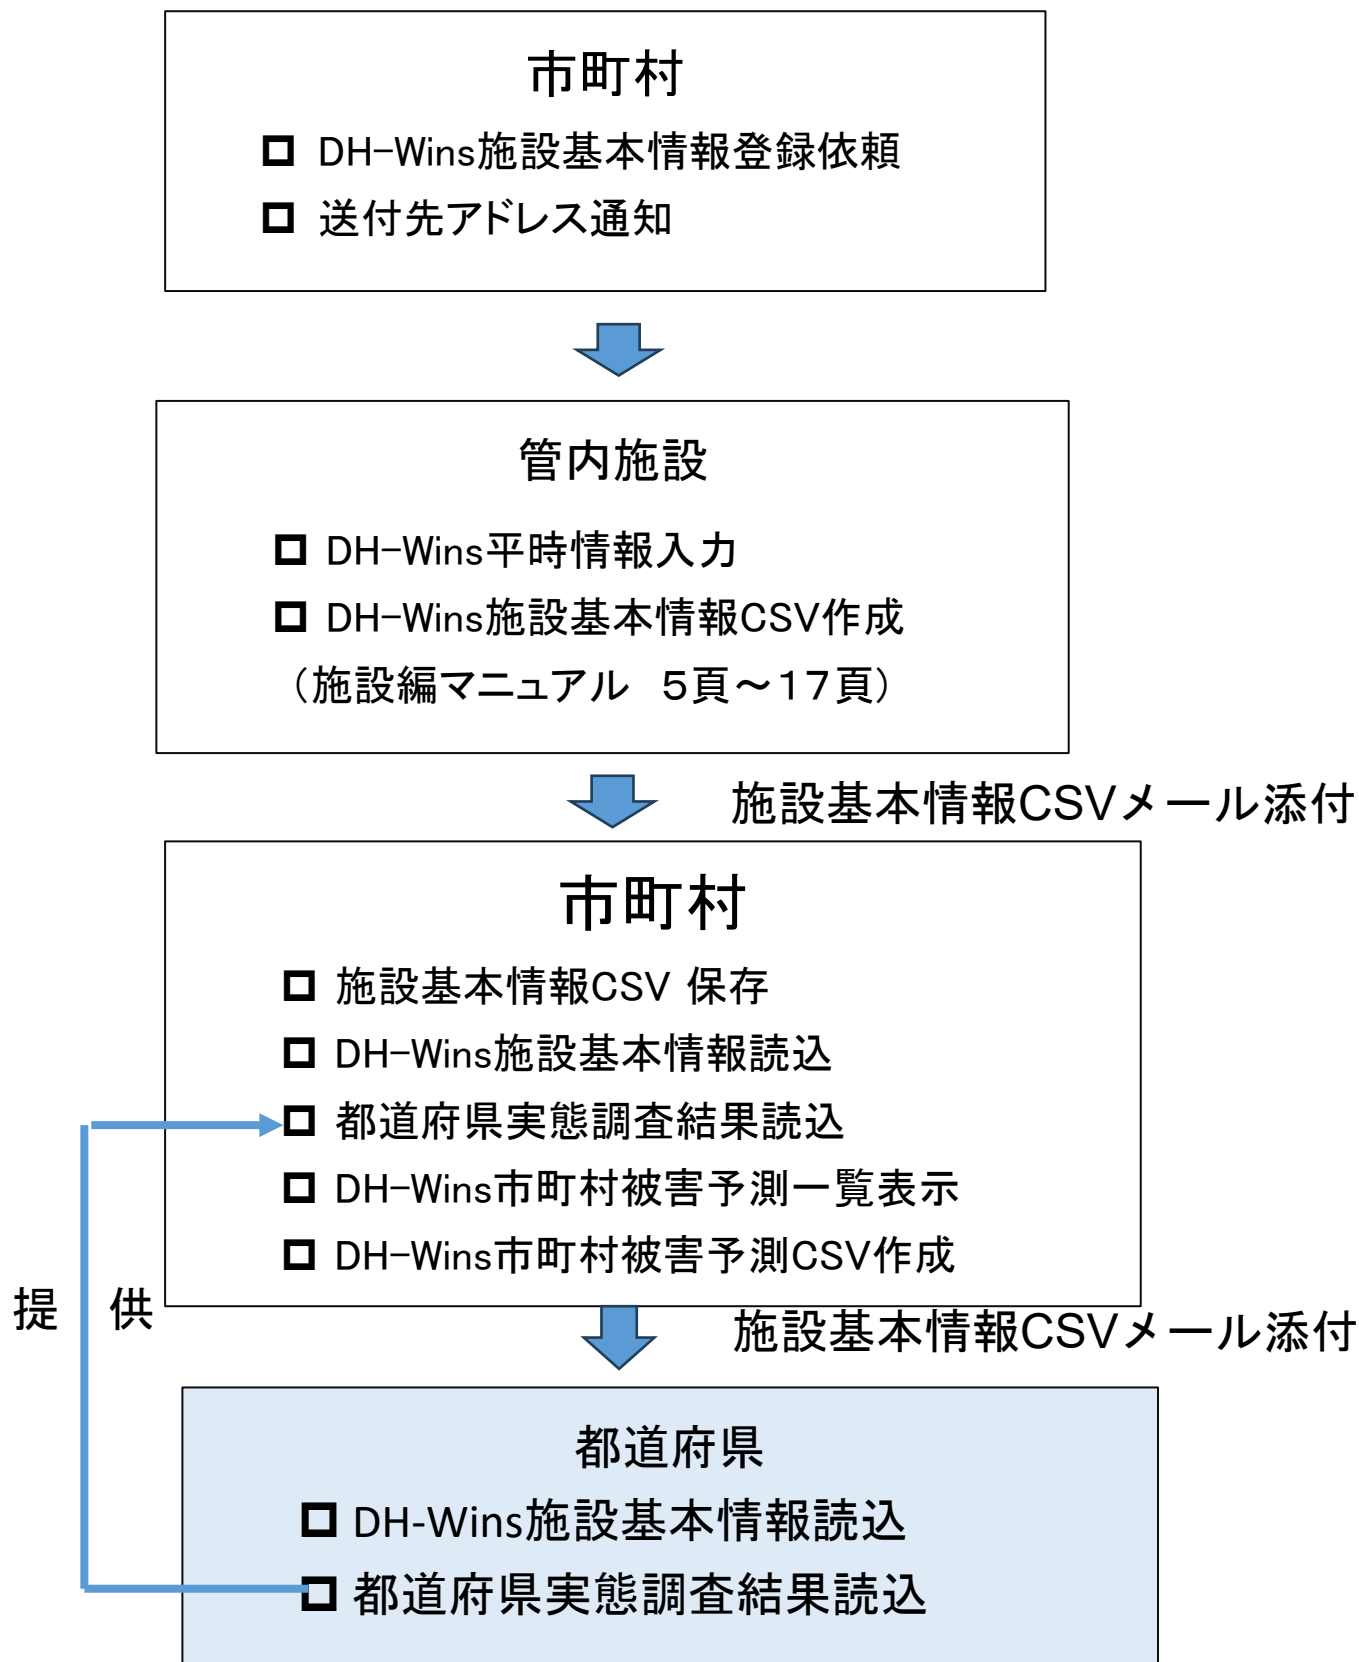 市町村
DH-Wins施設基本情報登録依頼
送付先アドレス通知
管内施設
DH-Wins平時情報入力
DH-Wins施設基本情報CSV作成
（施設編マニュアル　５頁～１７頁）
施設基本情報CSVメール添付
市町村
施設基本情報CSV 保存
DH-Wins施設基本情報読込
都道府県実態調査結果読込
DH-Wins市町村被害予測一覧表示
DH-Wins市町村被害予測CSV作成
提　供
施設基本情報CSVメール添付
都道府県
DH-Wins施設基本情報読込
都道府県実態調査結果読込